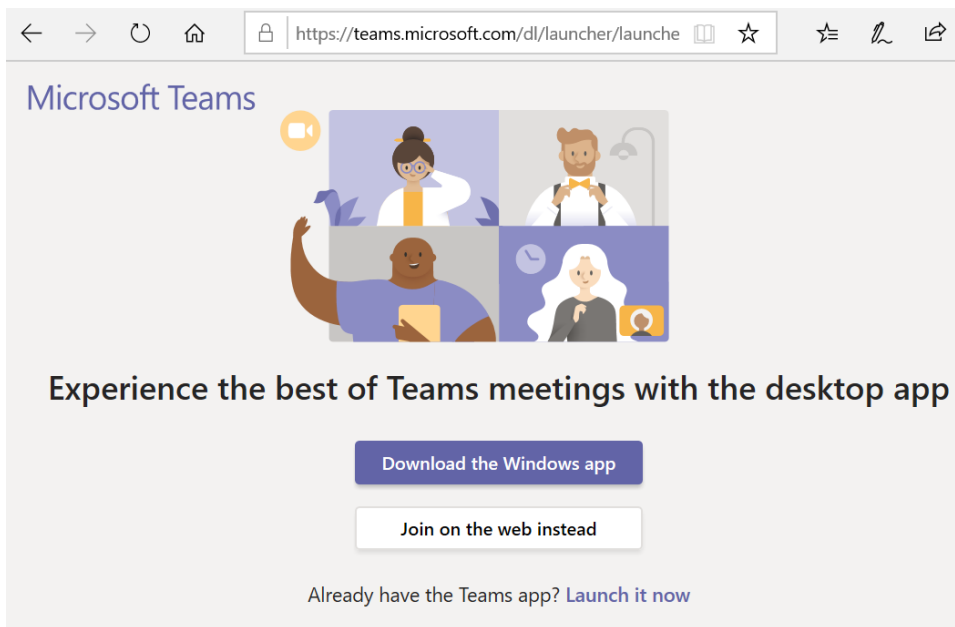 https://teams.microsoft.com/dl/launcher/launche
Microsoft Teams
Experience the best of Teams meetings with the desktop app
Download the Windows app
Join on the web instead
Already have the Teams app? Launch it now